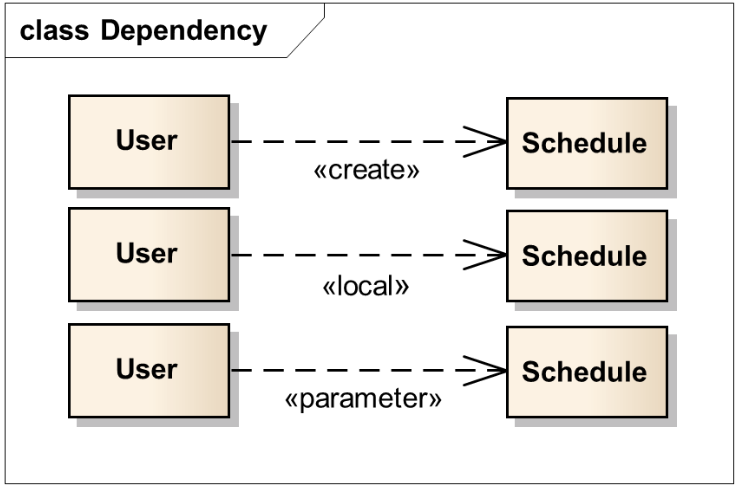 class Dependency
User
Schedule
«create»
User
Schedule
«local»
User
Schedule
«parameter»